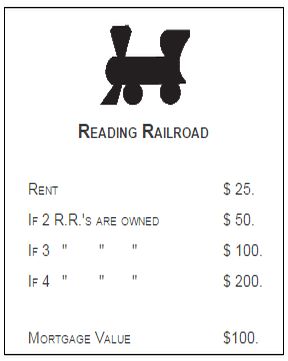 READING RAILROAD
RENT $ 25.
IF 2 R.R.'S ARE OWNED $ 50.
IF 3 " " " $ 100.
IF 4 " " " $ 200.
MORTGAGE VALUE $100.